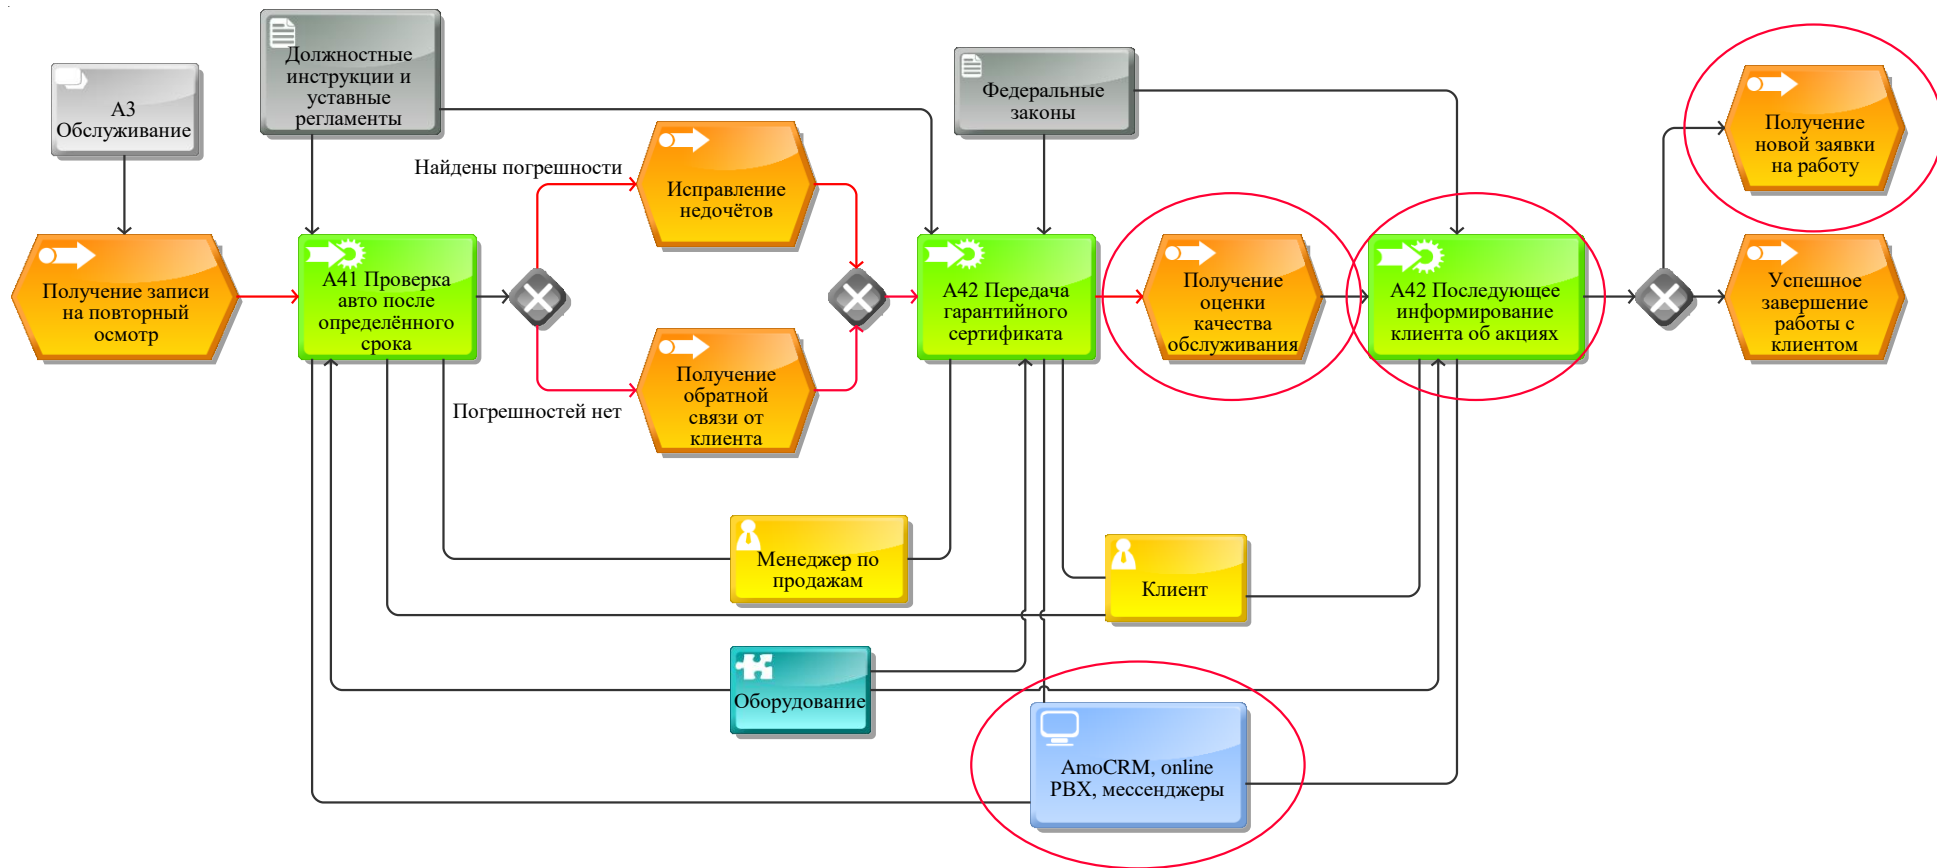 А3
Обслуживание
Должностные
инструкции и
уставные
регламенты
Федеральные
законы
Получение
новой заявки
на работу
Найдены погрешности
Исправление
недочётов
Получение записи
на повторный
осмотр
А41 Проверка
авто после
определённого
срока
А42 Передача
гарантийного
сертификата
Получение
оценки
качества
обслуживания
А42 Последующее
информирование
клиента об акциях
Успешное
завершение
работы с
клиентом
Погрешностей нет
Получение
обратной
связи от
клиента
Менеджер по
продажам
Клиент
Оборудование
AmoCRM, online
PBX, мессенджеры